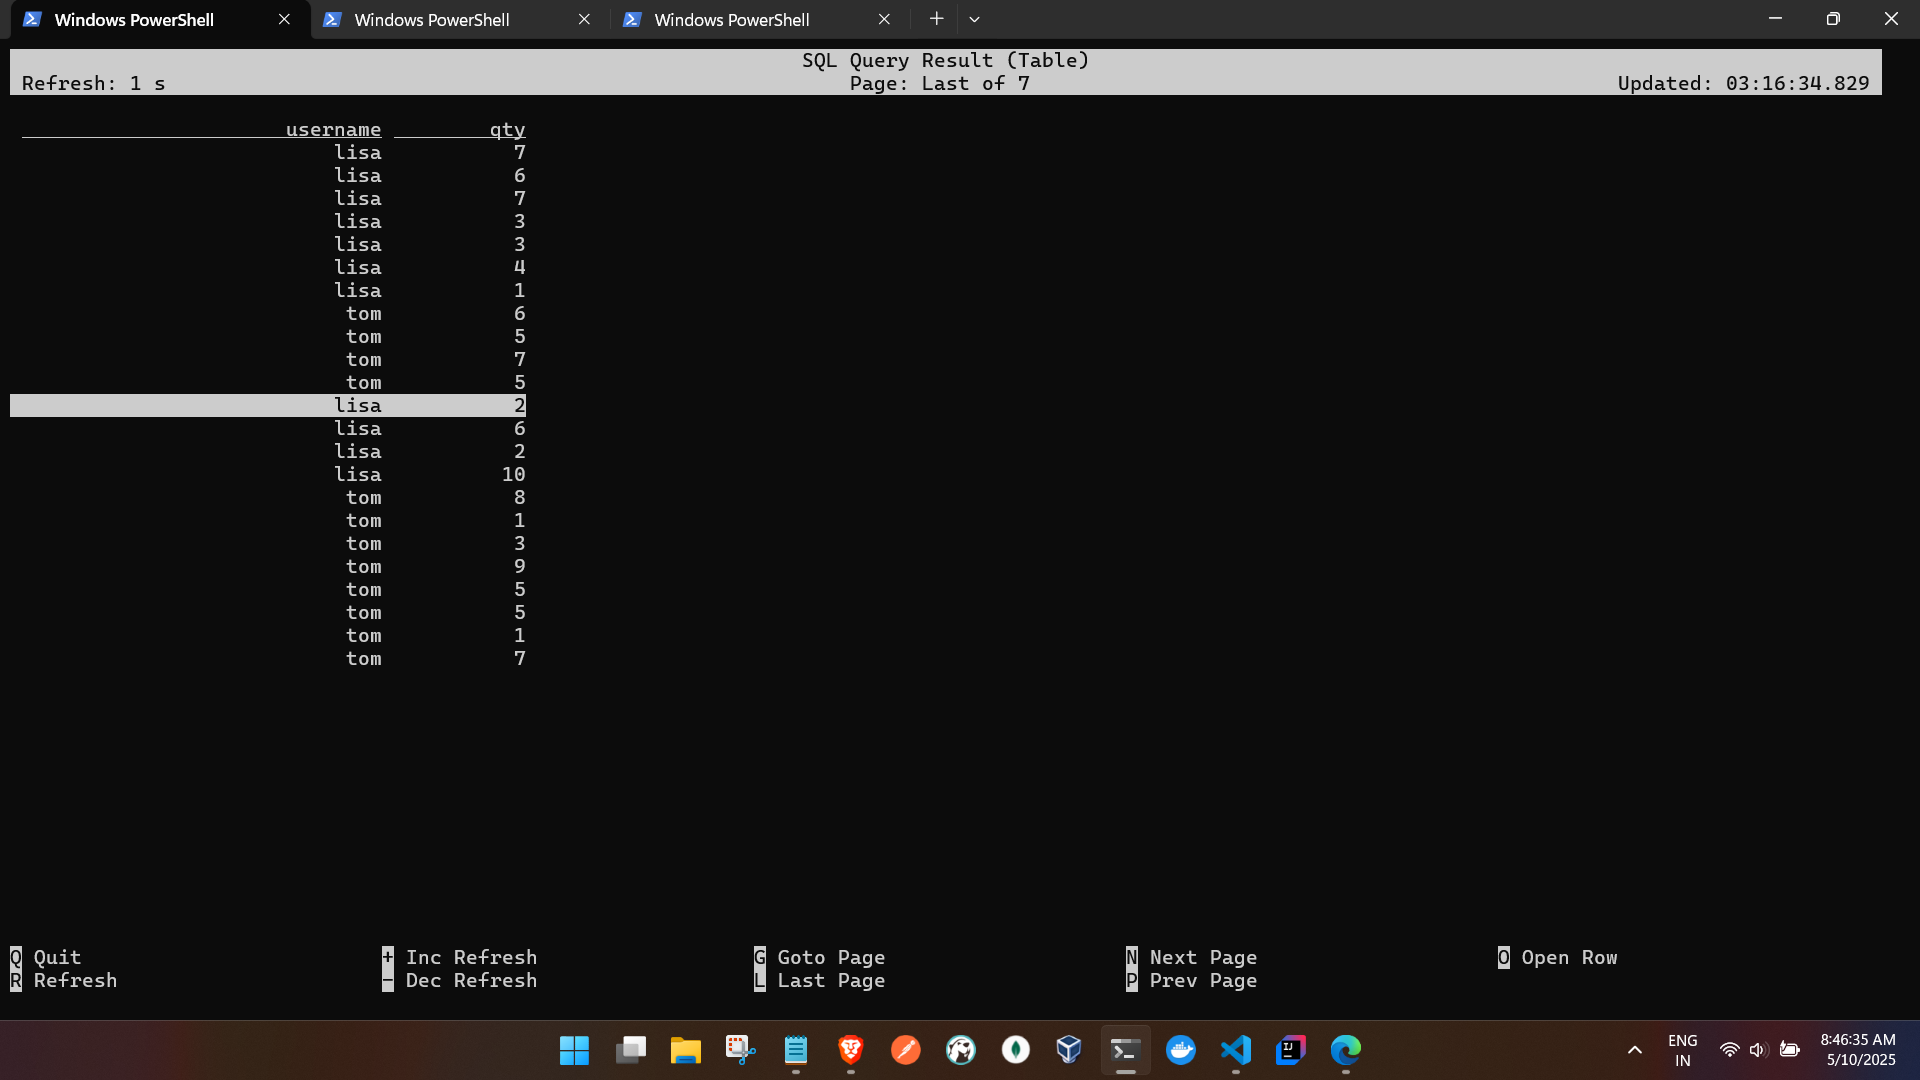 Windows PowerShell
Windows PowerShell
Windows PowerShell
SQL Query Result (Table)
Refresh: 1 s Page: Last of 7 Updated: 03:16:34.829
username qty
lisa 7
lisa 6
lisa 7
lisa 3
lisa 3
lisa 4
lisa 1
tom 6
tom 5
tom 7
tom 5
lisa 2
lisa 6
lisa 2
lisa 10
tom 8
tom 1
tom 3
tom 9
tom 5
tom 5
tom 1
tom 7
Q Quit + Inc Refresh G Goto Page N Next Page O Open Row
R Refresh - Dec Refresh L Last Page P Prev Page
ENG 8:46:35 AM
IN 5/10/2025